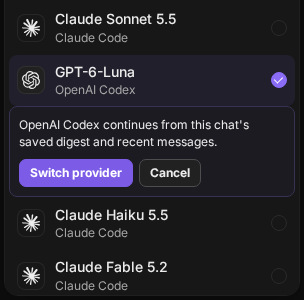 Claude Sonnet 5.5
Claude Code
GPT-6-Luna
OpenAI Codex
OpenAI Codex continues from this chat's
saved digest and recent messages.
Switch provider
Cancel
Claude Haiku 5.5
Claude Code
Claude Fable 5.2
Claude Code